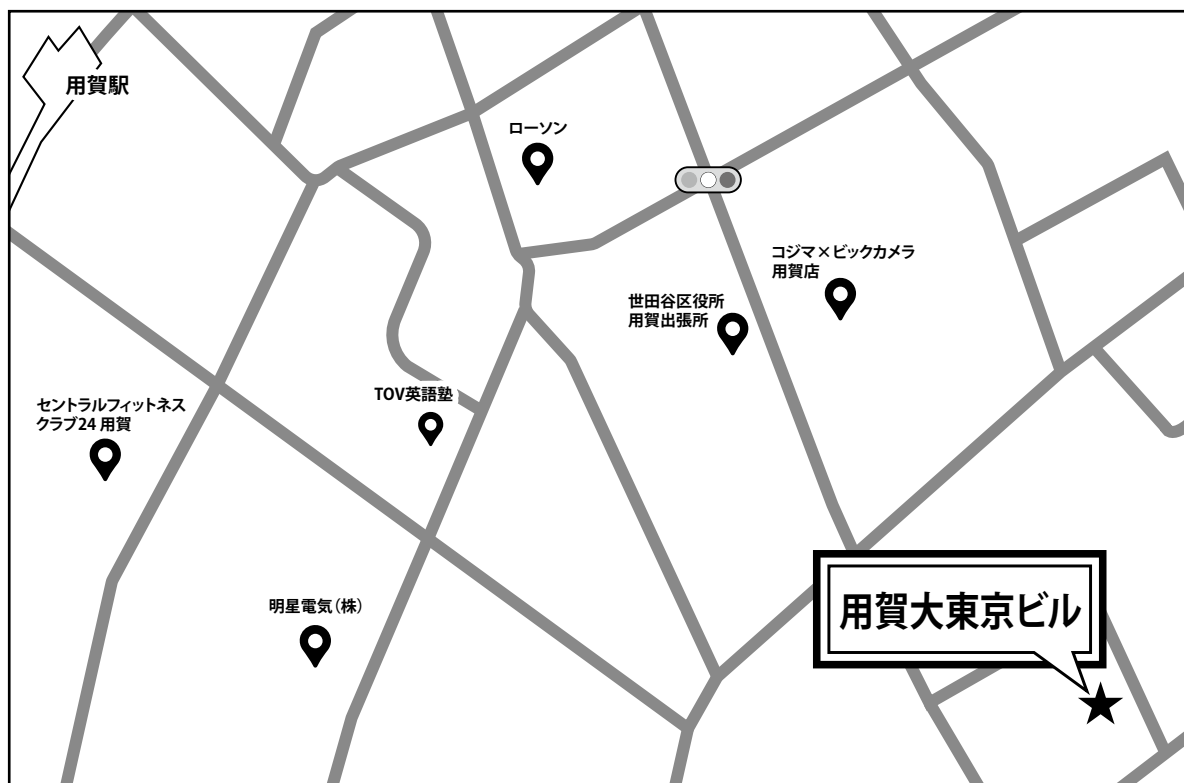 用賀駅
ローソン
コジマ×ビックカメラ
用賀店
世田谷区役所
用賀出張所
TOV英語塾
セントラルフィットネス
クラブ24 用賀
用賀大東京ビル
明星電気(株)